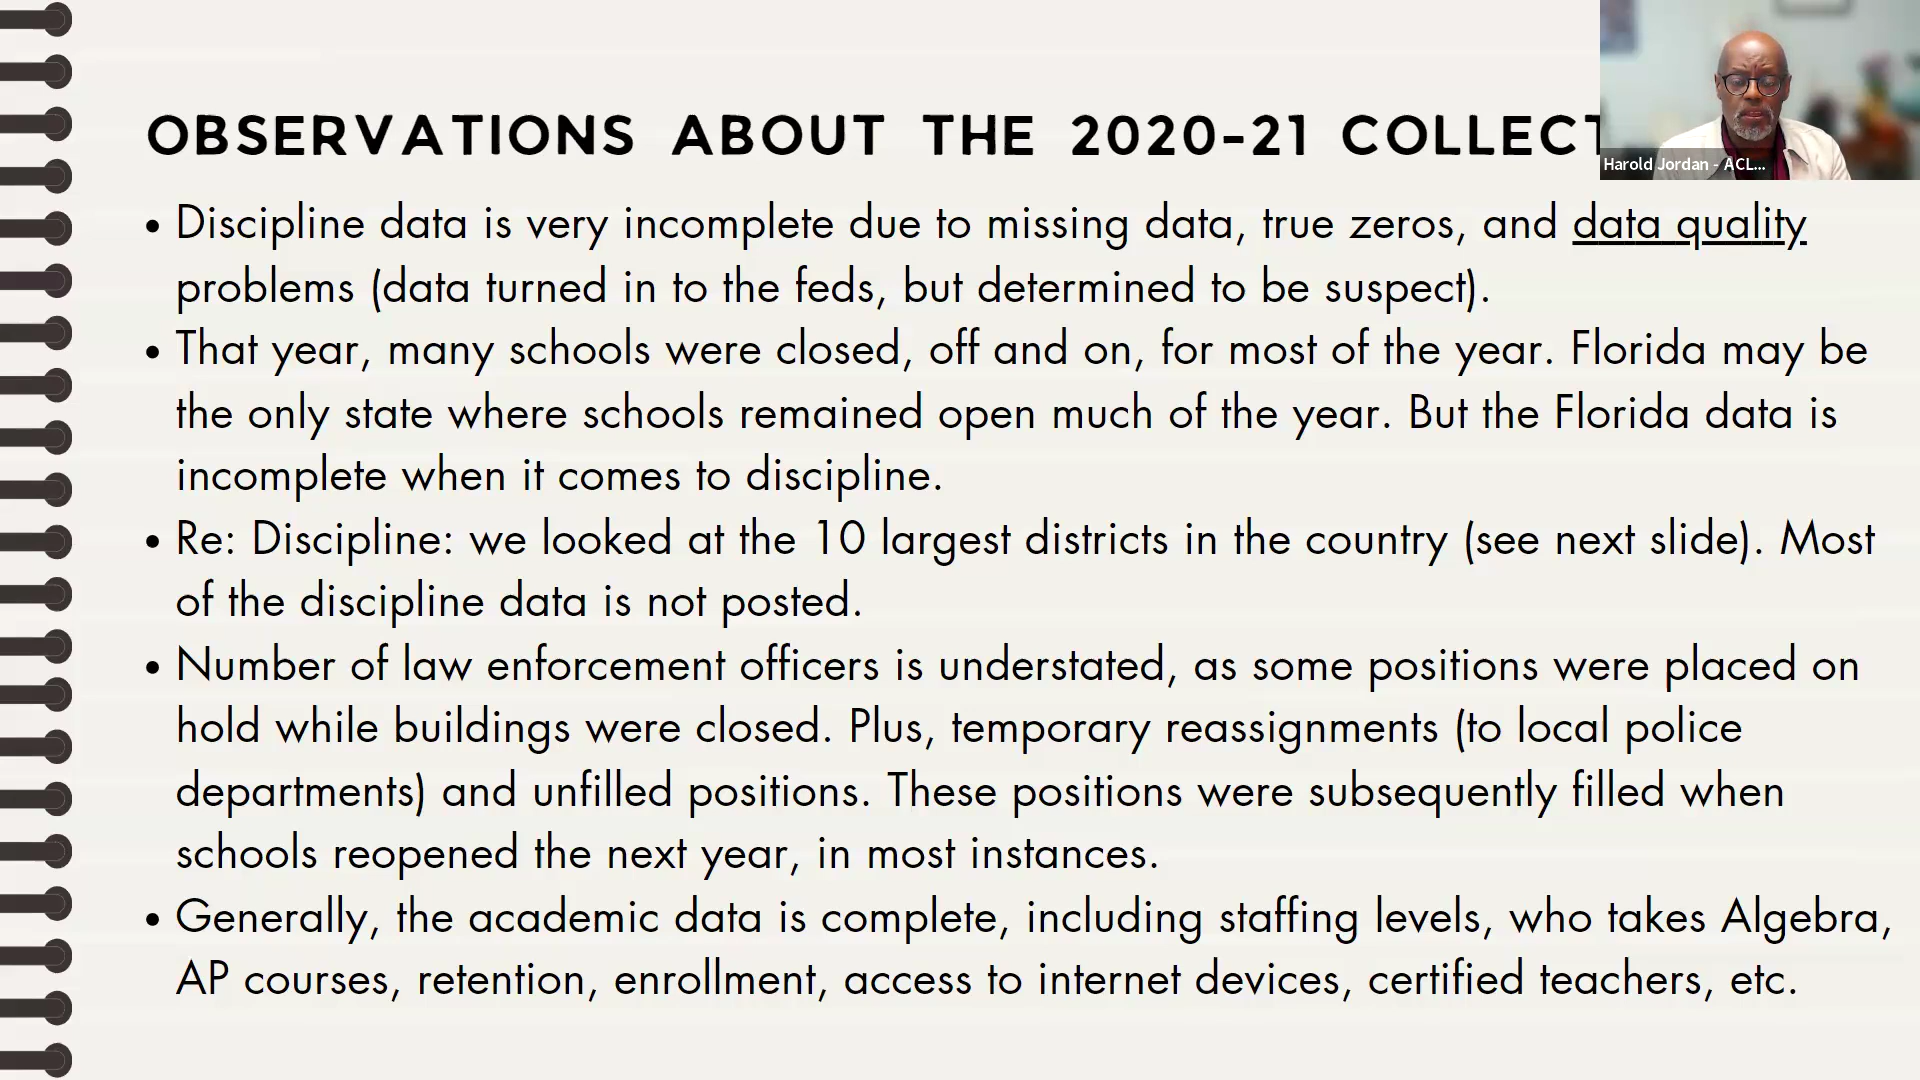 OBSERVATIONS ABOUT THE 2020-21 COLLECT
Harold Jordan - ACL...
• Discipline data is very incomplete due to missing data, true zeros, and data quality
problems (data turned in to the feds, but determined to be suspect).
• That year, many schools were closed, off and on, for most of the year. Florida may be
the only state where schools remained open much of the year. But the Florida data is
incomplete when it comes to discipline.
• Re: Discipline: we looked at the 10 largest districts in the country (see next slide). Most
of the discipline data is not posted.
• Number of law enforcement officers is understated, as some positions were placed on
hold while buildings were closed. Plus, temporary reassignments (to local police
departments) and unfilled positions. These positions were subsequently filled when
schools reopened the next year, in most instances.
• Generally, the academic data is complete, including staffing levels, who takes Algebra,
AP courses, retention, enrollment, access to internet devices, certified teachers, etc.